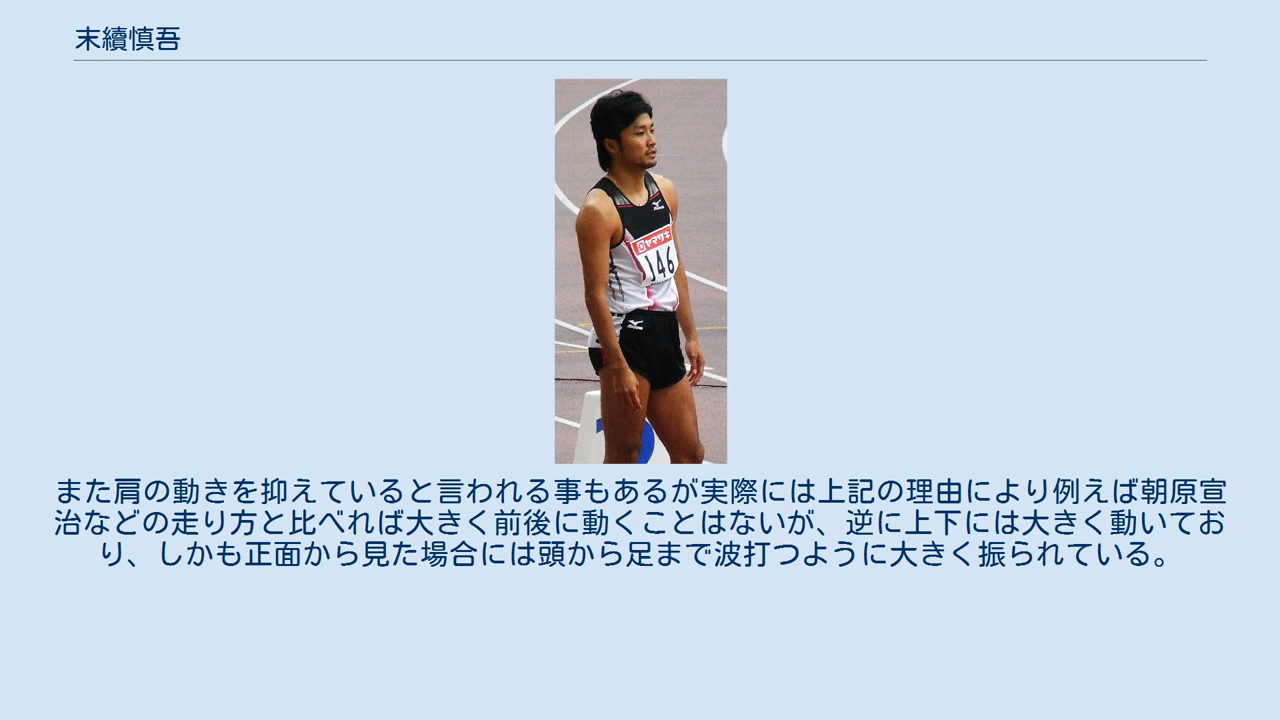 末續慎吾
ヤマザキ
146
また肩の動きを抑えていると言われる事もあるが実際には上記の理由により例えば朝原宣
治などの走り方と比べれば大きく前後に動くことはないが、逆に上下には大きく動いてお
り、しかも正面から見た場合には頭から足まで波打つように大きく振られている。